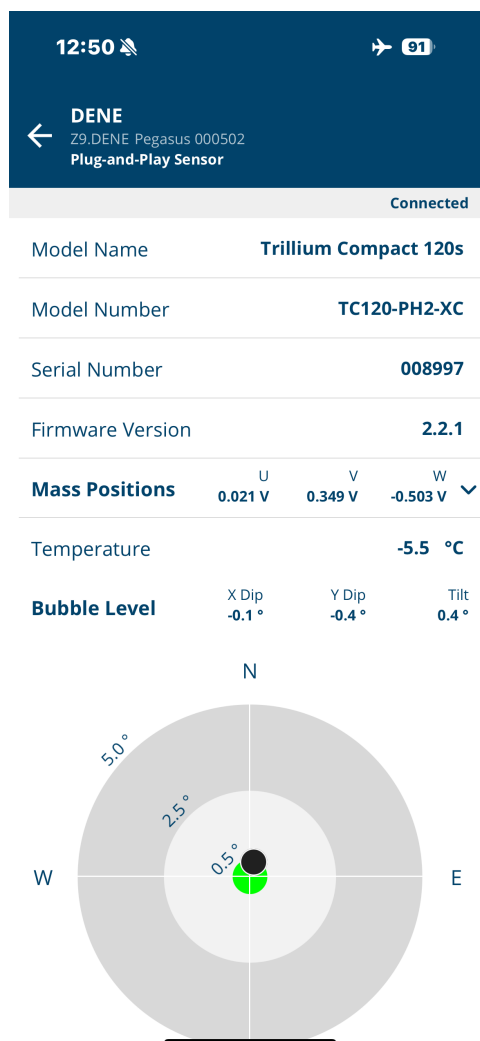 12:50 91
DENE
Z9.DENE Pegasus 000502
Plug-and-Play Sensor
Connected
Model Name Trillium Compact 120s
Model Number TC120-PH2-XC
Serial Number 008997
Firmware Version 2.2.1
U V W
Mass Positions 0.021 V 0.349 V -0.503 V
Temperature -5.5 °C
X Dip Y Dip Tilt
Bubble Level -0.1 ° -0.4 ° 0.4 °
N
5.0 °
2.5 °
0.5 °
W E